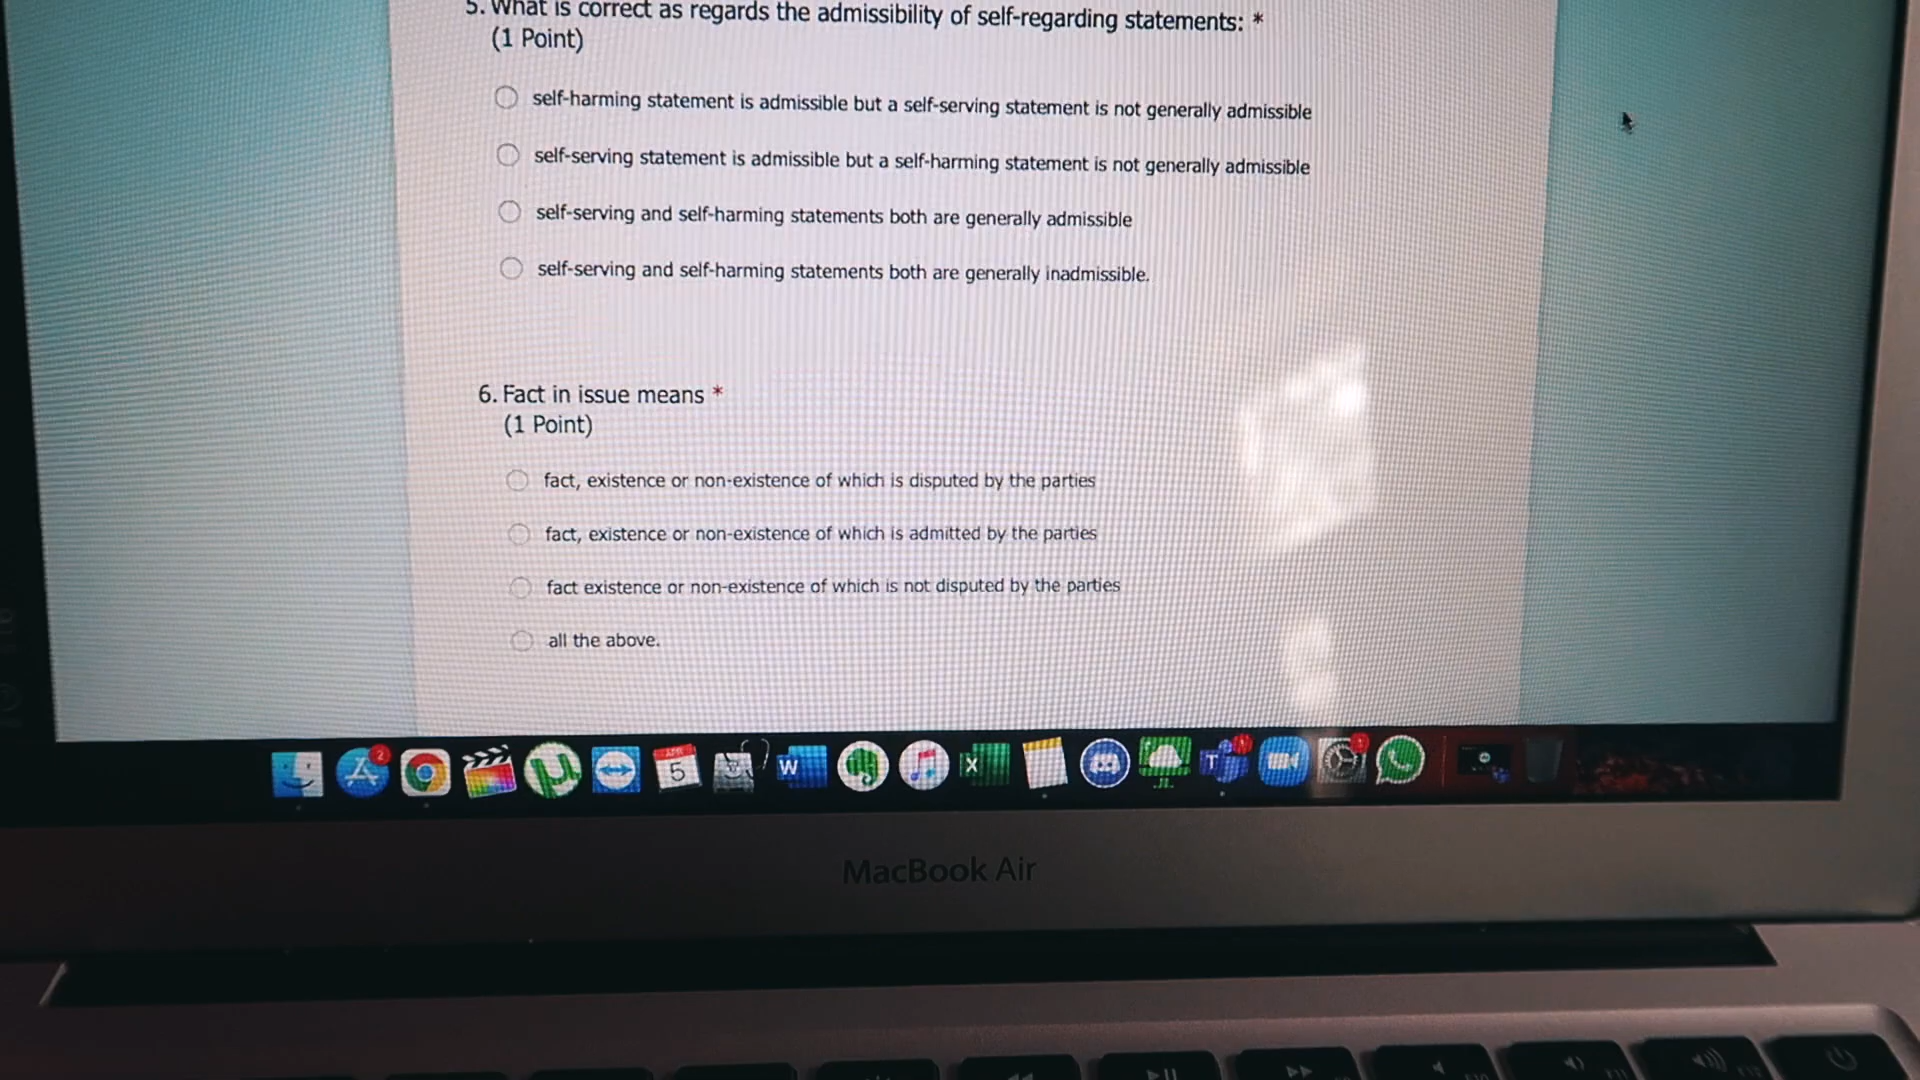 5. What is correct as regards the admissibility of self-regarding statements: *
(1 Point)
self-harming statement is admissible but a self-serving statement is not generally admissible
self-serving statement is admissible but a self-harming statement is not generally admissible
self-serving and self-harming statements both are generally admissible
self-serving and self-harming statements both are generally inadmissible.
6. Fact in issue means *
(1 Point)
fact, existence or non-existence of which is disputed by the parties
fact, existence or non-existence of which is admitted by the parties
fact existence or non-existence of which is not disputed by the parties
all the above.
2
APR
5
W
X
T
MacBook Air